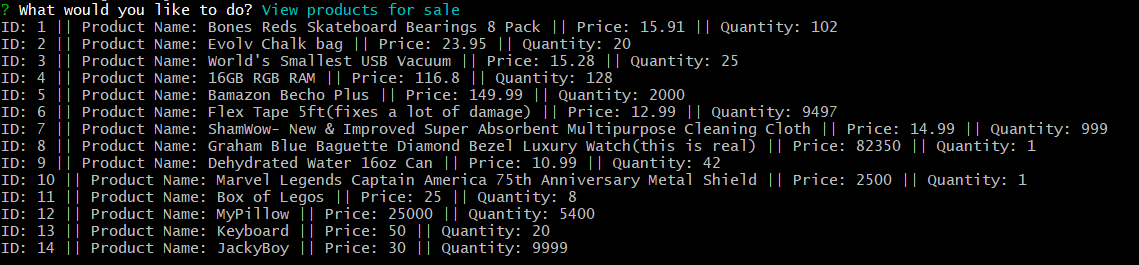 ? What would you like to do? View products for sale
ID: 1 || Product Name: Bones Reds Skateboard Bearings 8 Pack || Price: 15.91 || Quantity: 102
ID: 2 || Product Name: Evolv Chalk bag || Price: 23.95 || Quantity: 20
ID: 3 || Product Name: World's Smallest USB Vacuum || Price: 15.28 || Quantity: 25
ID: 4 || Product Name: 16GB RGB RAM || Price: 116.8 || Quantity: 128
ID: 5 || Product Name: Bamazon Becho Plus || Price: 149.99 || Quantity: 2000
ID: 6 || Product Name: Flex Tape 5ft(fixes a lot of damage) || Price: 12.99 || Quantity: 9497
ID: 7 || Product Name: ShamWow- New & Improved Super Absorbent Multipurpose Cleaning Cloth || Price: 14.99 || Quantity: 999
ID: 8 || Product Name: Graham Blue Baguette Diamond Bezel Luxury Watch(this is real) || Price: 82350 || Quantity: 1
ID: 9 || Product Name: Dehydrated Water 16oz Can || Price: 10.99 || Quantity: 42
ID: 10 || Product Name: Marvel Legends Captain America 75th Anniversary Metal Shield || Price: 2500 || Quantity: 1
ID: 11 || Product Name: Box of Legos || Price: 25 || Quantity: 8
ID: 12 || Product Name: MyPillow || Price: 25000 || Quantity: 5400
ID: 13 || Product Name: Keyboard || Price: 50 || Quantity: 20
ID: 14 || Product Name: JackyBoy || Price: 30 || Quantity: 9999